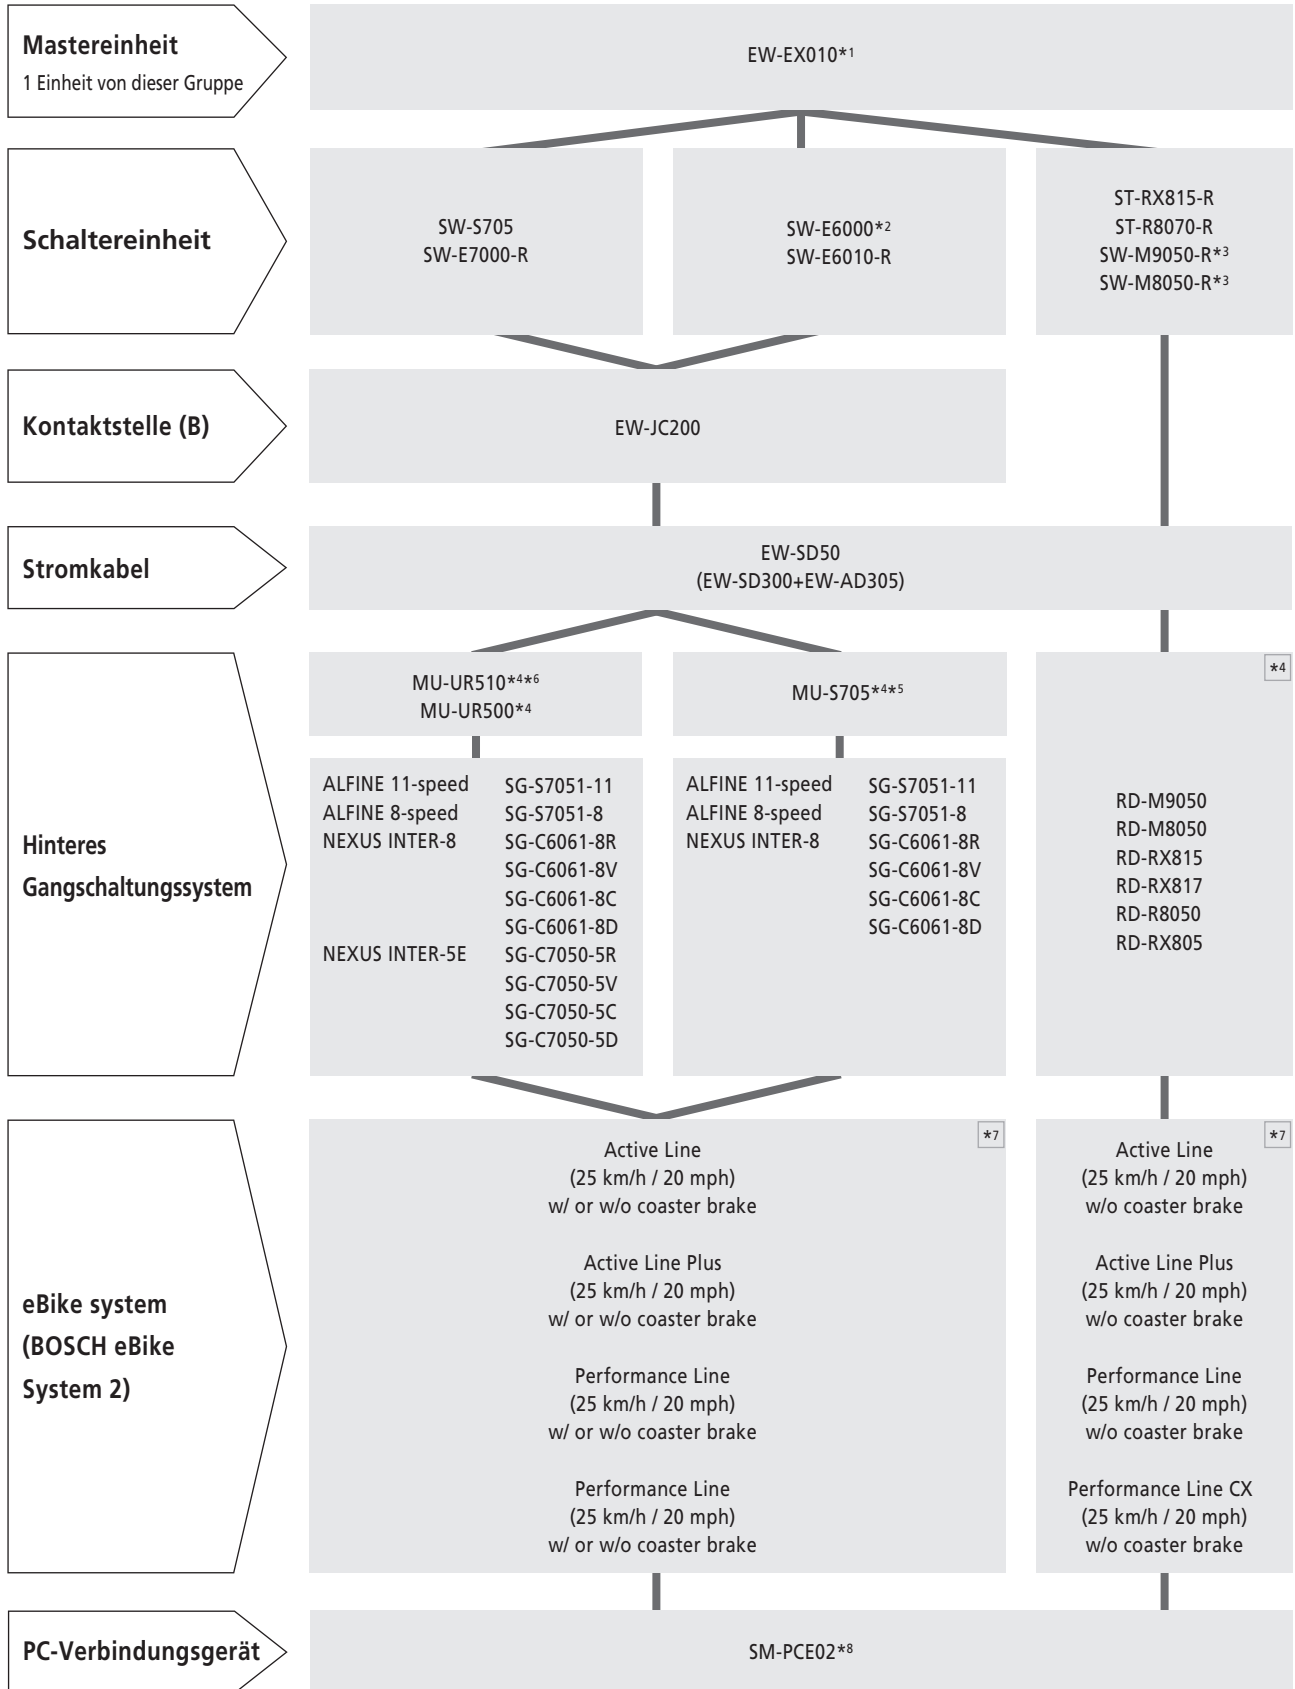 Mastereinheit
1 Einheit von dieser Gruppe
EW-EX010*1
Schaltereinheit
SW-S705
SW-E7000-R
SW-E6000*2
SW-E6010-R
ST-RX815-R
ST-R8070-R
SW-M9050-R*3
SW-M8050-R*3
Kontaktstelle (B)
EW-JC200
Stromkabel
EW-SD50
(EW-SD300+EW-AD305)
Hinteres
Gangschaltungssystem
MU-UR510*4*6
MU-UR500*4
ALFINE 11-speed SG-S7051-11
ALFINE 8-speed SG-S7051-8
NEXUS INTER-8 SG-C6061-8R
SG-C6061-8V
SG-C6061-8C
SG-C6061-8D
NEXUS INTER-5E SG-C7050-5R
SG-C7050-5V
SG-C7050-5C
SG-C7050-5D
MU-S705*4*5
ALFINE 11-speed SG-S7051-11
ALFINE 8-speed SG-S7051-8
NEXUS INTER-8 SG-C6061-8R
SG-C6061-8V
SG-C6061-8C
SG-C6061-8D
*4
RD-M9050
RD-M8050
RD-RX815
RD-RX817
RD-R8050
RD-RX805
eBike system
(BOSCH eBike
System 2)
*7
Active Line
(25 km/h / 20 mph)
w/ or w/o coaster brake
Active Line Plus
(25 km/h / 20 mph)
w/ or w/o coaster brake
Performance Line
(25 km/h / 20 mph)
w/ or w/o coaster brake
Performance Line
(25 km/h / 20 mph)
w/ or w/o coaster brake
*7
Active Line
(25 km/h / 20 mph)
w/o coaster brake
Active Line Plus
(25 km/h / 20 mph)
w/o coaster brake
Performance Line
(25 km/h / 20 mph)
w/o coaster brake
Performance Line CX
(25 km/h / 20 mph)
w/o coaster brake
PC-Verbindungsgerät
SM-PCE02*8